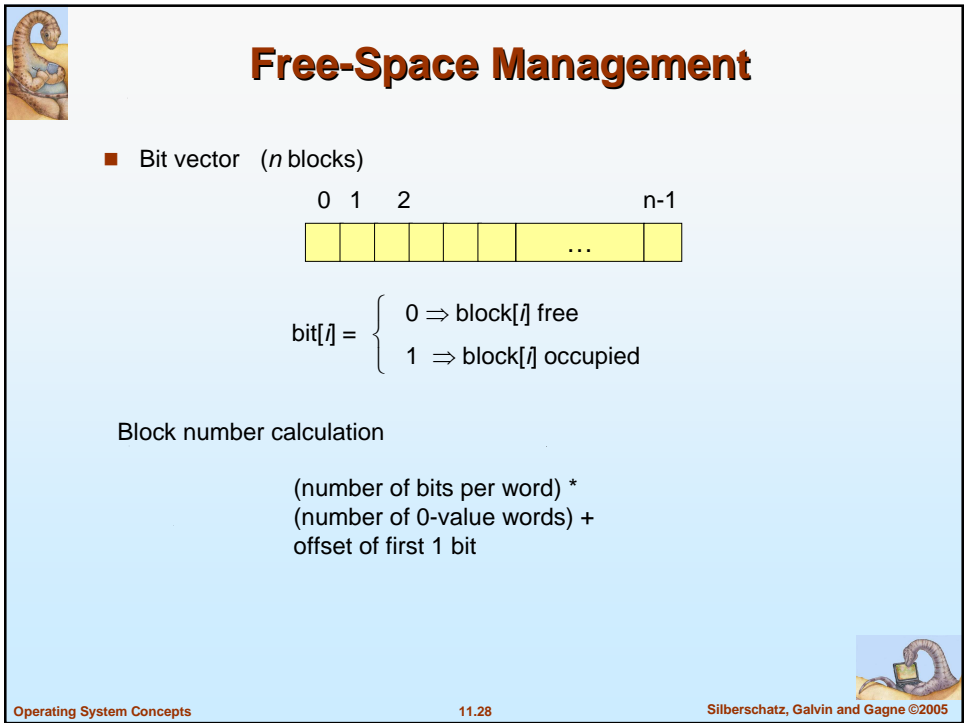 Free-Space Management
Bit vector (n blocks)
0 1 2 n-1
…
bit[i] =
0 ⇒ block[i] free
1 ⇒ block[i] occupied
Block number calculation
(number of bits per word) *
(number of 0-value words) +
offset of first 1 bit
Operating System Concepts 11.28 Silberschatz, Galvin and Gagne ©2005